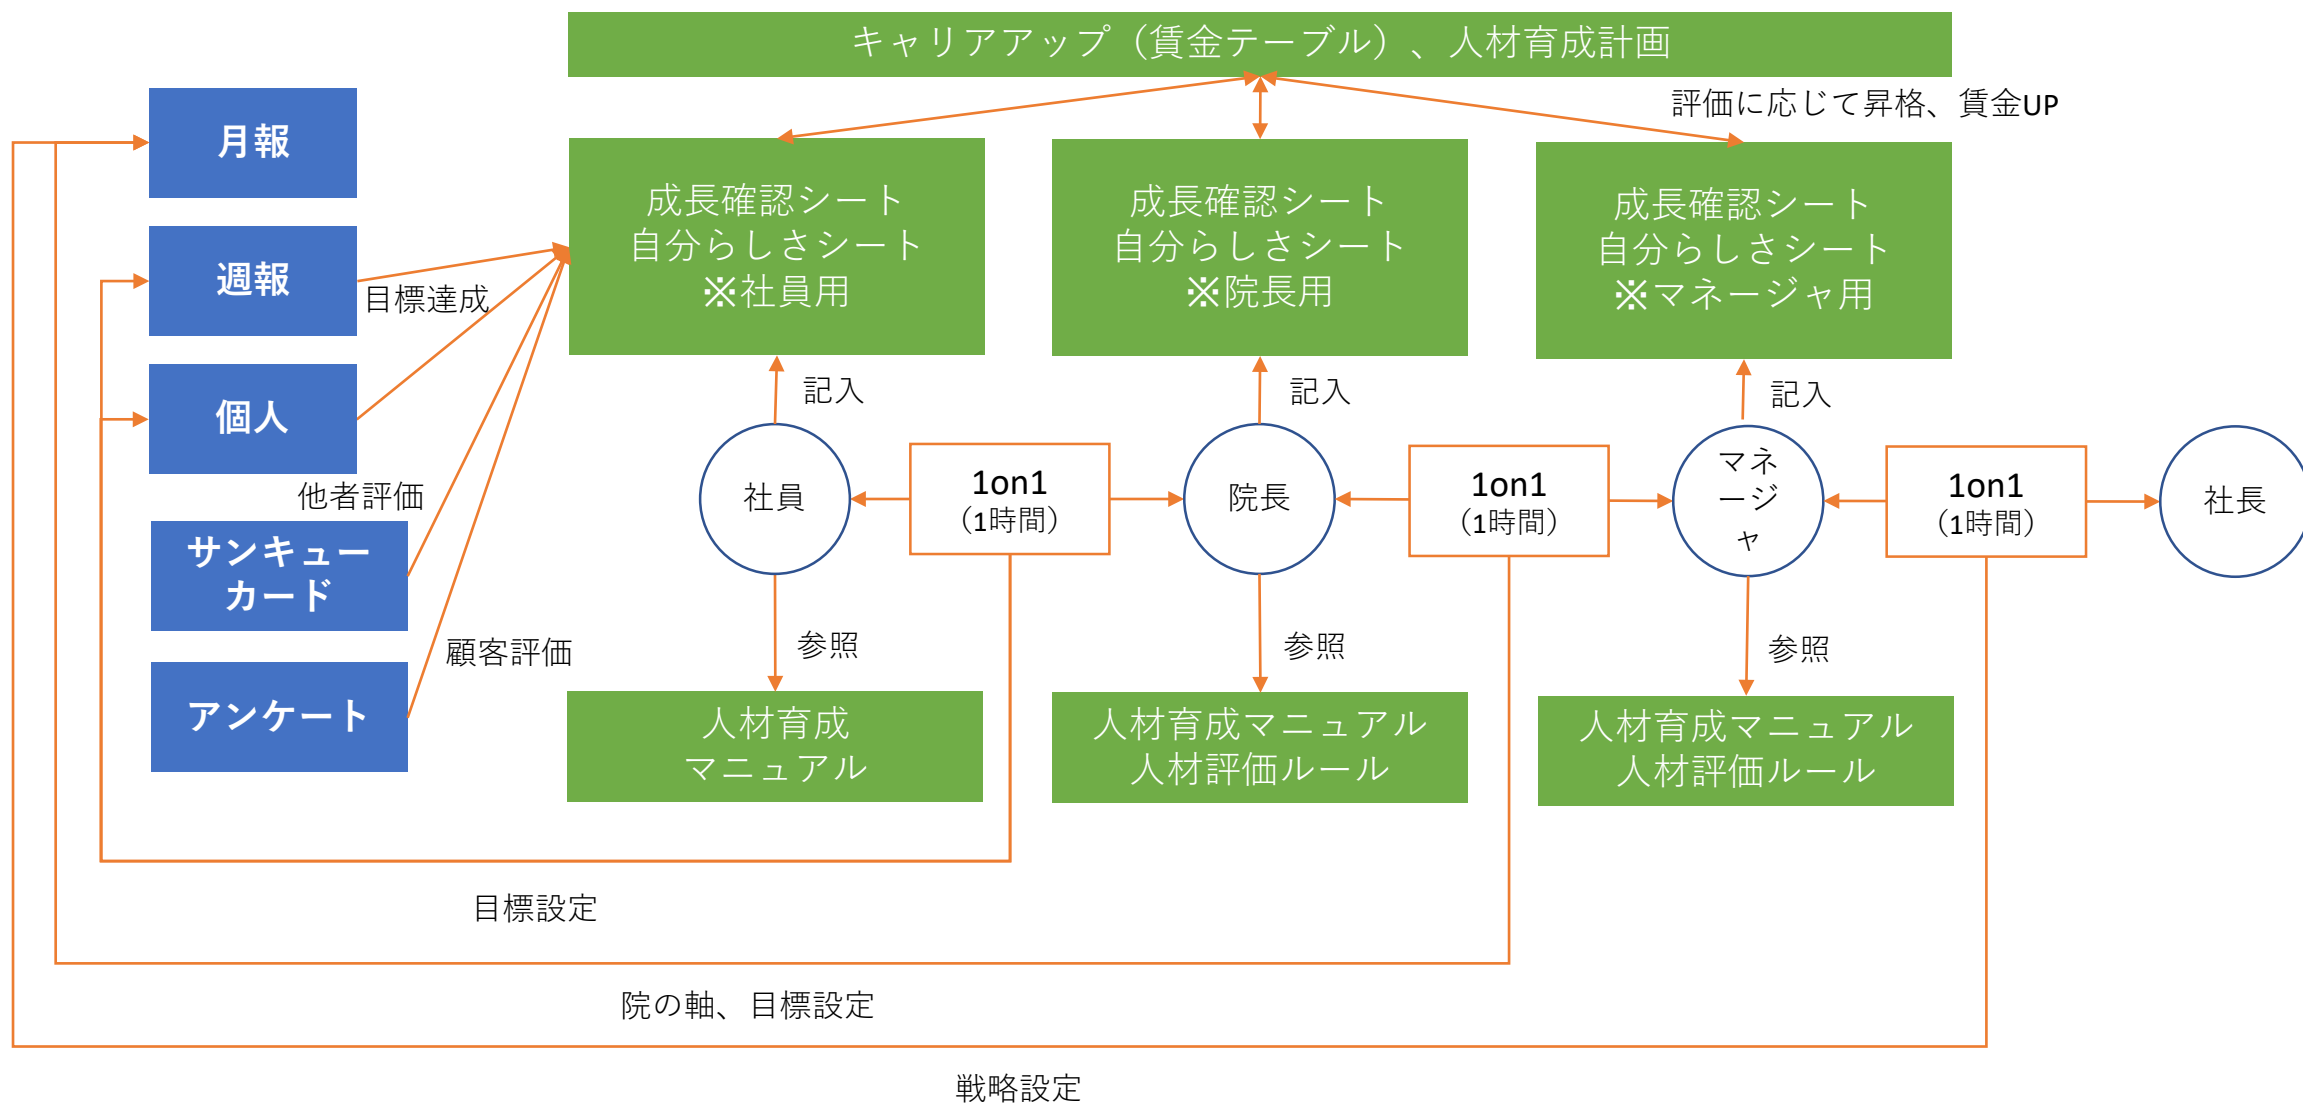 キャリアアップ（賃金テーブル）、人材育成計画
評価に応じて昇格、賃金UP
月報
週報
目標達成
個人
他者評価
サンキュー
カード
顧客評価
アンケート
成長確認シート
自分らしさシート
※社員用
成長確認シート
自分らしさシート
※院長用
成長確認シート
自分らしさシート
※マネージャ用
記入
記入
記入
社員
1on1
（1時間）
院長
1on1
（1時間）
マネ
ージ
ャ
1on1
（1時間）
社長
参照
参照
参照
人材育成
マニュアル
人材育成マニュアル
人材評価ルール
人材育成マニュアル
人材評価ルール
目標設定
院の軸、目標設定
戦略設定